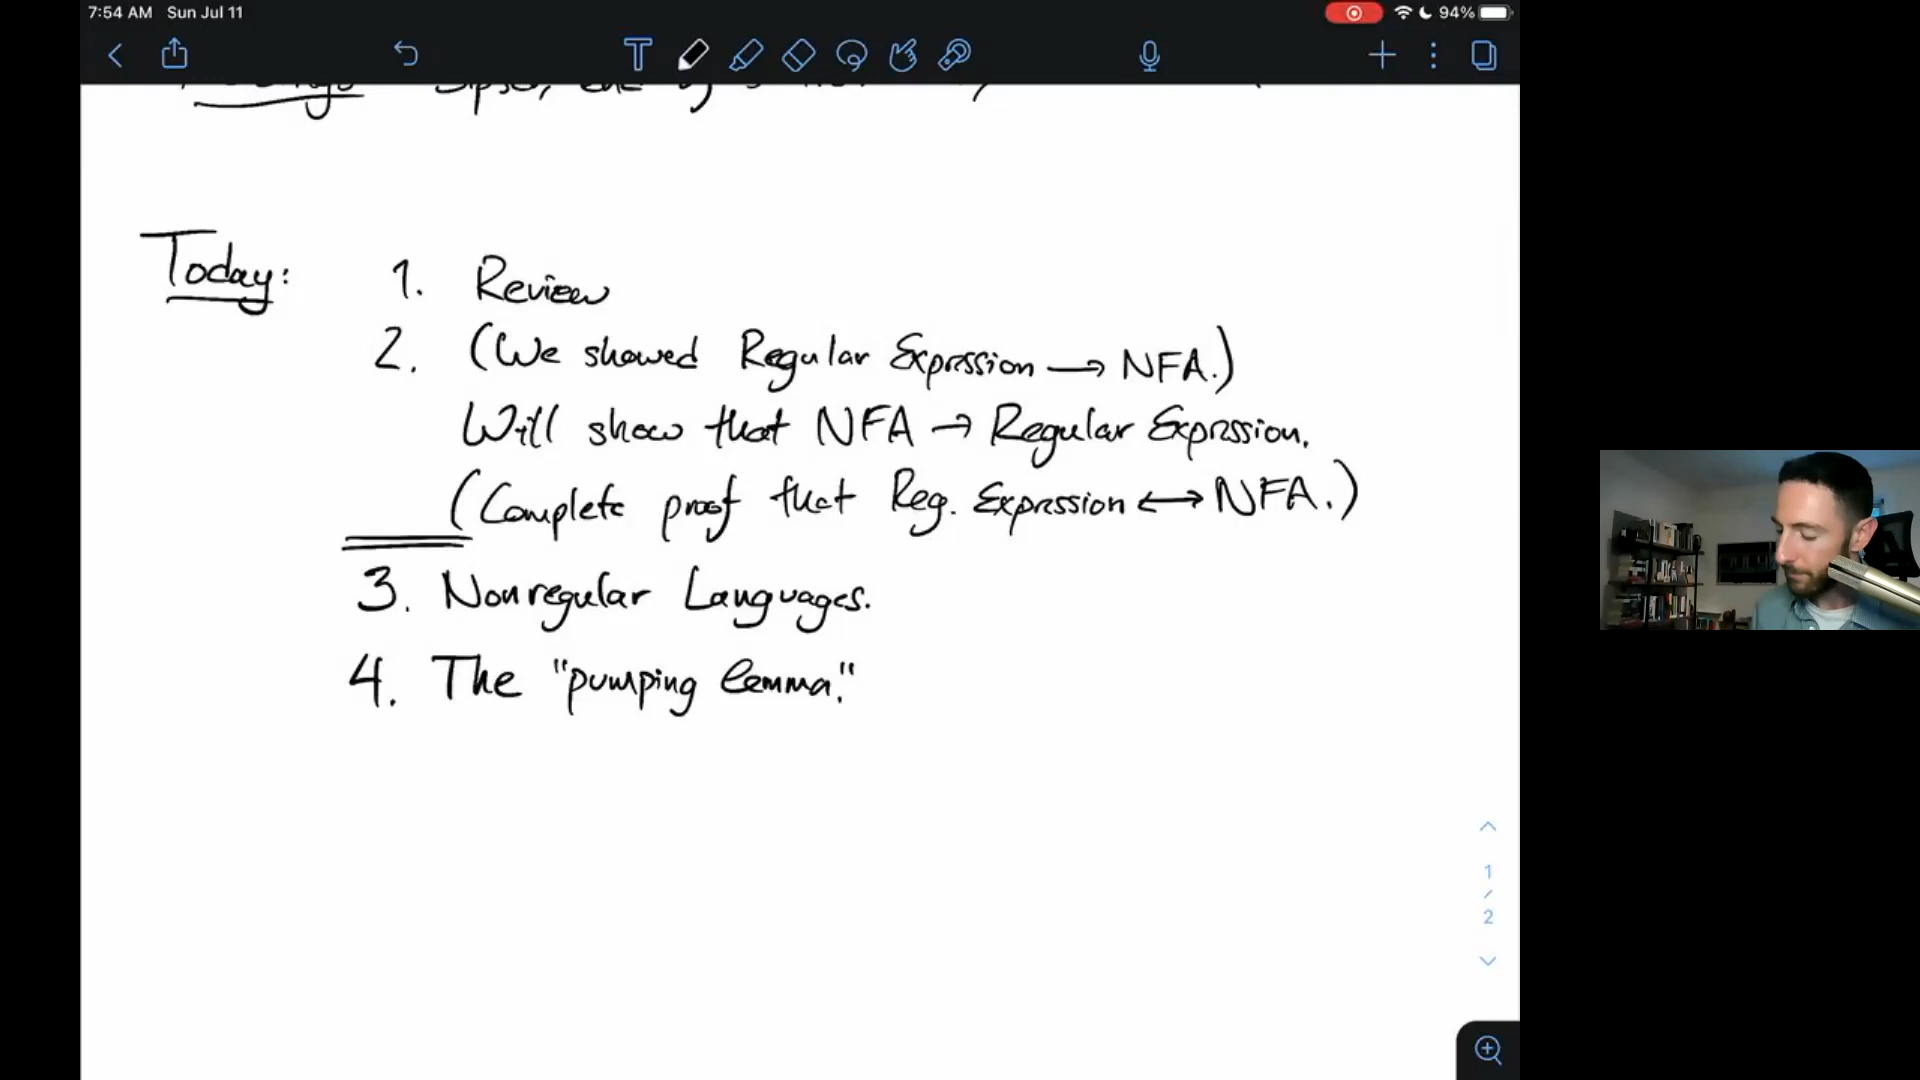 7:54 AM Sun Jul 11
94%
Today:
1. Review
2. (We showed Regular Expression → NFA.)
Will show that NFA → Regular Expression.
(Complete proof that Reg. Expression ↔ NFA.)
3. Nonregular Languages.
4. The "pumping lemma."
1
/
2